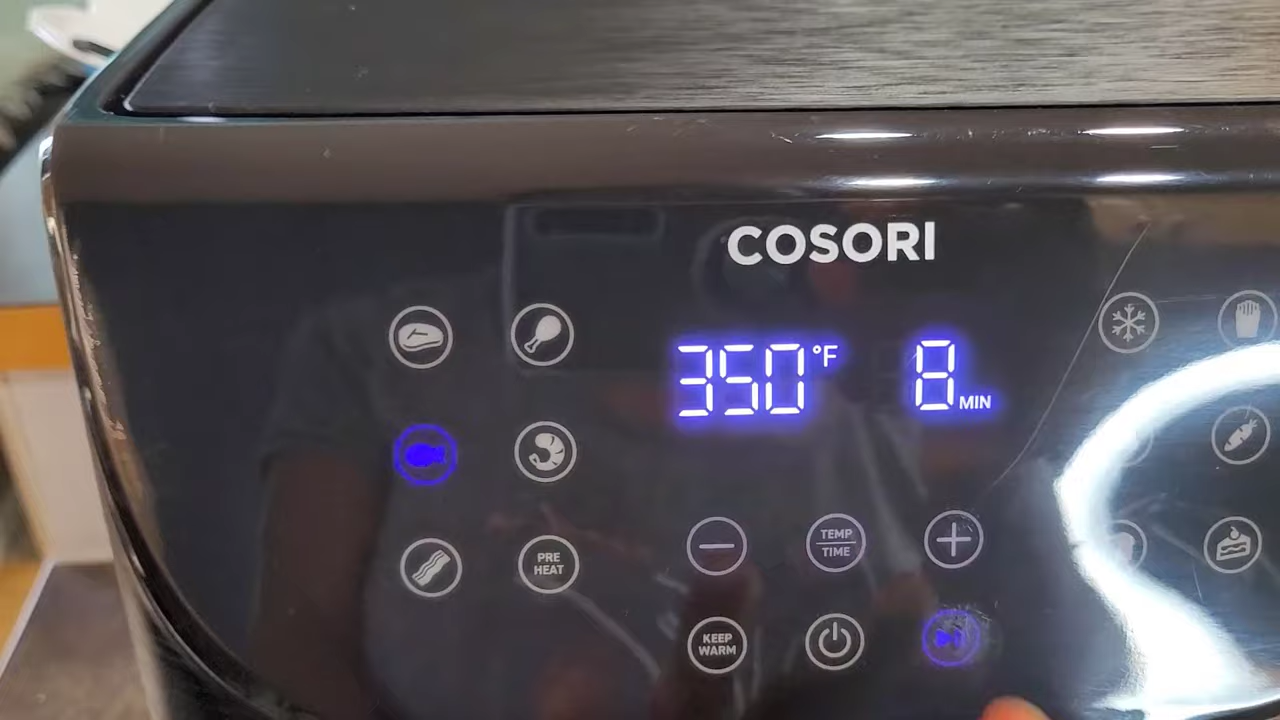 COSORI
350 °F 8 MIN
TEMP
TIME
PRE
HEAT
KEEP
WARM